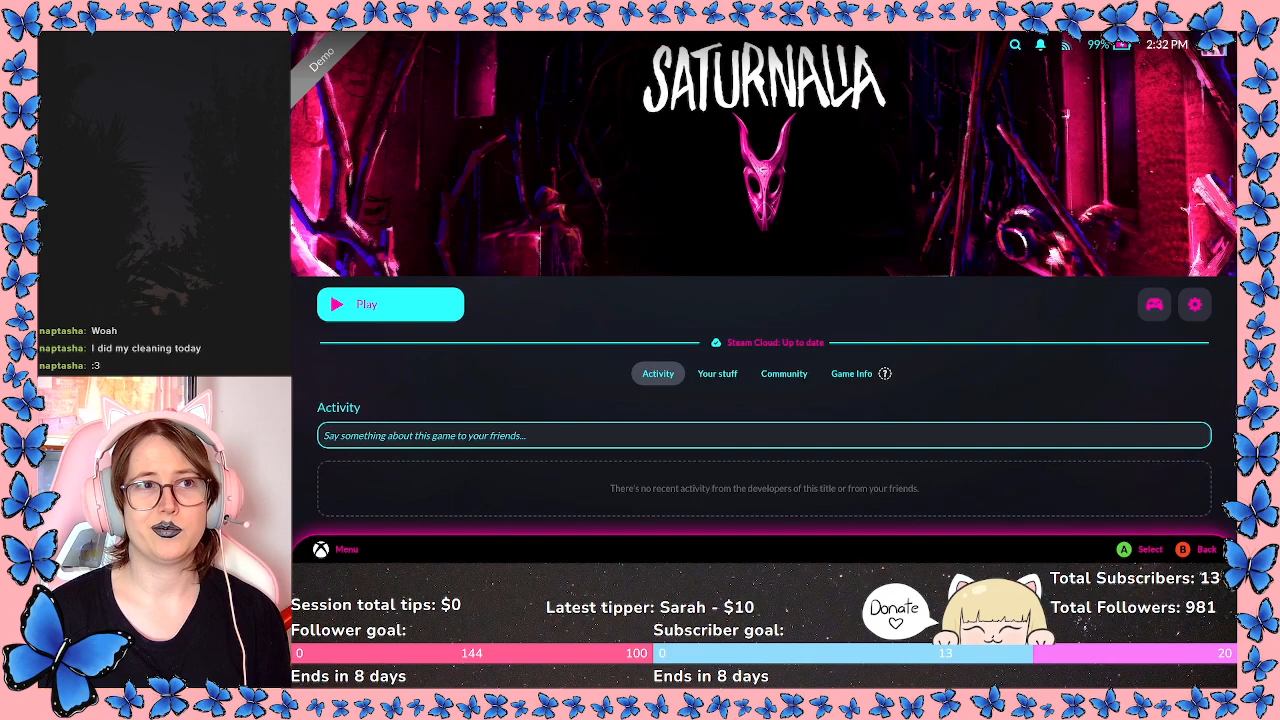 Demo
SATURNALIA
99%
2:32 PM
Play
Steam Cloud: Up to date
Activity
Your stuff
Community
Game Info
?
Activity
Say something about this game to your friends...
There's no recent activity from the developers of this title or from your friends.
Menu
A Select
B Back
naptasha: Woah
naptasha: I did my cleaning today
naptasha: :3
Session total tips: $0
Latest tipper: Sarah - $10
Donate
Total Subscribers: 13
Total Followers: 981
Follower goal:
Subscriber goal:
0 144 100
0 13 20
Ends in 8 days
Ends in 8 days